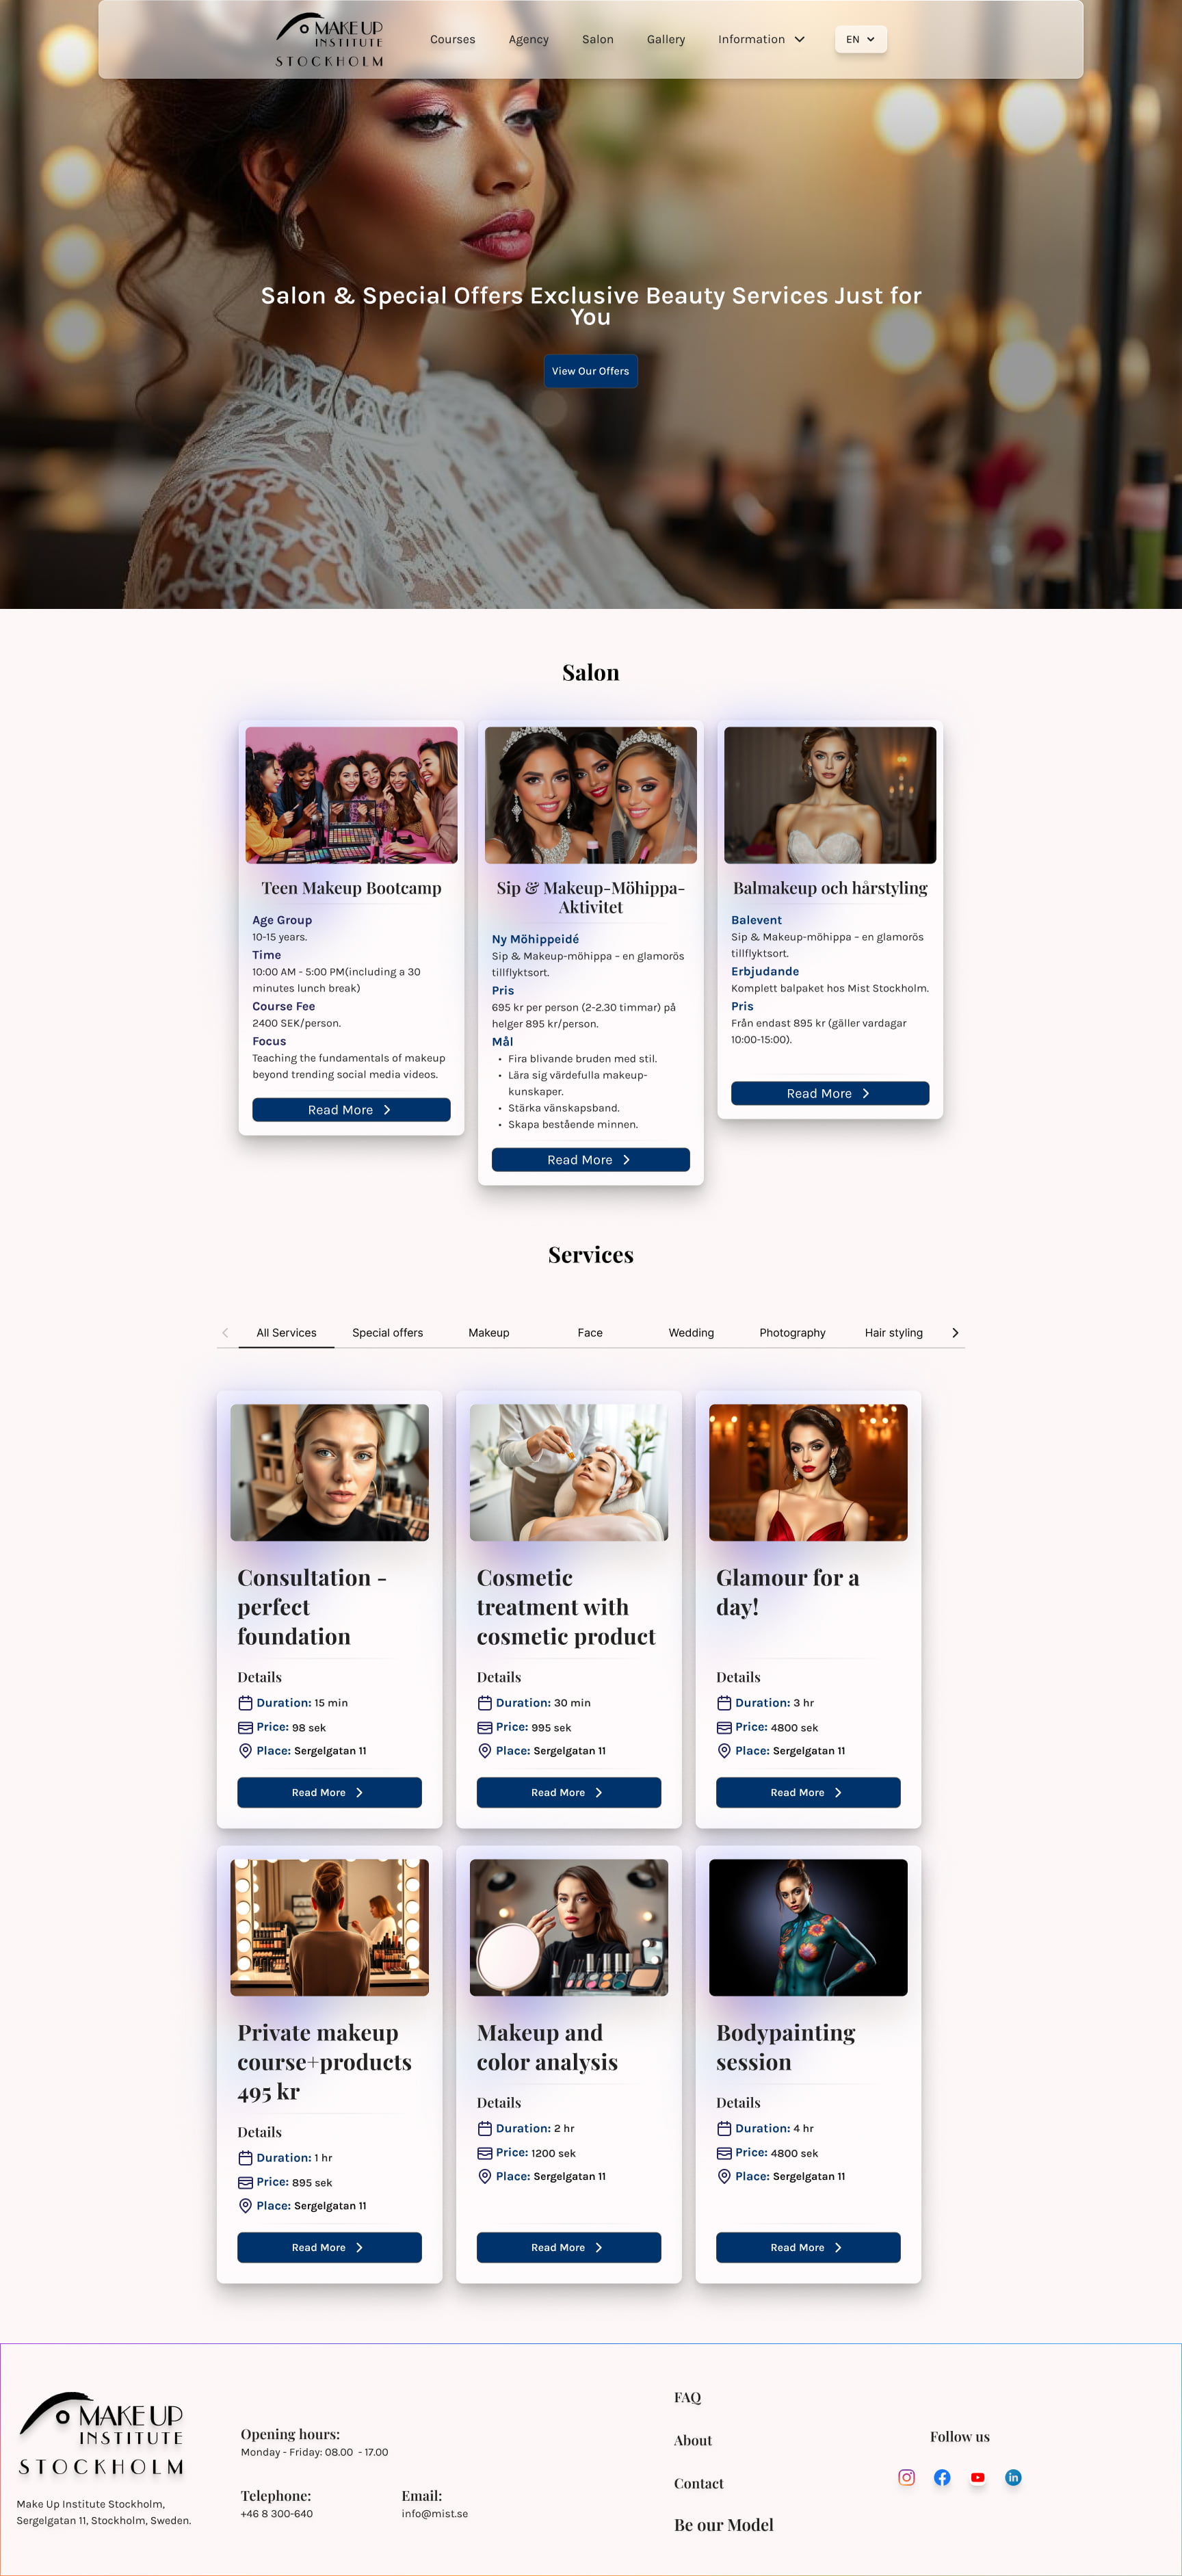 MAKE UP
INSTITUTE
STOCKHOLM
Courses
Agency
Salon
Gallery
Information
EN
Salon & Special Offers Exclusive Beauty Services Just for
You
View Our Offers
Salon
Teen Makeup Bootcamp
Age Group
10-15 years.
Time
10:00 AM - 5:00 PM(including a 30
minutes lunch break)
Course Fee
2400 SEK/person.
Focus
Teaching the fundamentals of makeup
beyond trending social media videos.
Read More
Sip & Makeup-Möhippa-
Aktivitet
Ny Möhippeidé
Sip & Makeup-möhippa – en glamorös
tillflyktsort.
Pris
695 kr per person (2-2.30 timmar) på
helger 895 kr/person.
Mål
• Fira blivande bruden med stil.
• Lära sig värdefulla makeup-
kunskaper.
• Stärka vänskapsband.
• Skapa bestående minnen.
Read More
Balmakeup och hårstyling
Balevent
Sip & Makeup-möhippa – en glamorös
tillflyktsort.
Erbjudande
Komplett balpaket hos Mist Stockholm.
Pris
Från endast 895 kr (gäller vardagar
10:00-15:00).
Read More
Services
All Services
Special offers
Makeup
Face
Wedding
Photography
Hair styling
Consultation -
perfect
foundation
Details
Duration: 15 min
Price: 98 sek
Place: Sergelgatan 11
Read More
Cosmetic
treatment with
cosmetic product
Details
Duration: 30 min
Price: 995 sek
Place: Sergelgatan 11
Read More
Glamour for a
day!
Details
Duration: 3 hr
Price: 4800 sek
Place: Sergelgatan 11
Read More
Private makeup
course+products
495 kr
Details
Duration: 1 hr
Price: 895 sek
Place: Sergelgatan 11
Read More
Makeup and
color analysis
Details
Duration: 2 hr
Price: 1200 sek
Place: Sergelgatan 11
Read More
Bodypainting
session
Details
Duration: 4 hr
Price: 4800 sek
Place: Sergelgatan 11
Read More
MAKE UP
INSTITUTE
STOCKHOLM
Make Up Institute Stockholm,
Sergelgatan 11, Stockholm, Sweden.
Opening hours:
Monday - Friday: 08.00 - 17.00
Telephone:
+46 8 300-640
Email:
info@mist.se
FAQ
About
Contact
Be our Model
Follow us
in